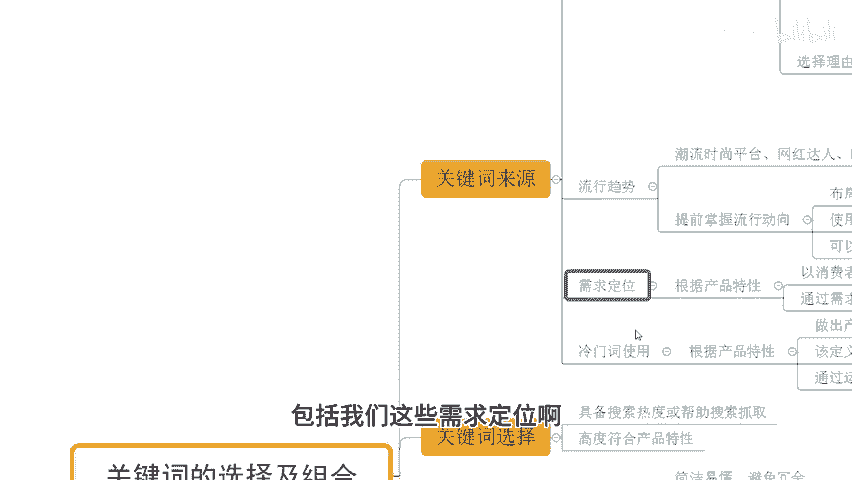 bilibili
选择理由
潮流时尚平台、网红达人、
关键词来源
流行趋势
布局
提前掌握流行动向
使用
可以
以消费者
需求定位
根据产品特性
通过需求
做出产
冷门词使用
根据产品特性
该定义
通过运
包括我们这些需求定位啊
具备搜索热度或帮助搜索抓取
关键词选择
高度符合产品特性
关键词的选择及组合
简洁易懂、避免冗余